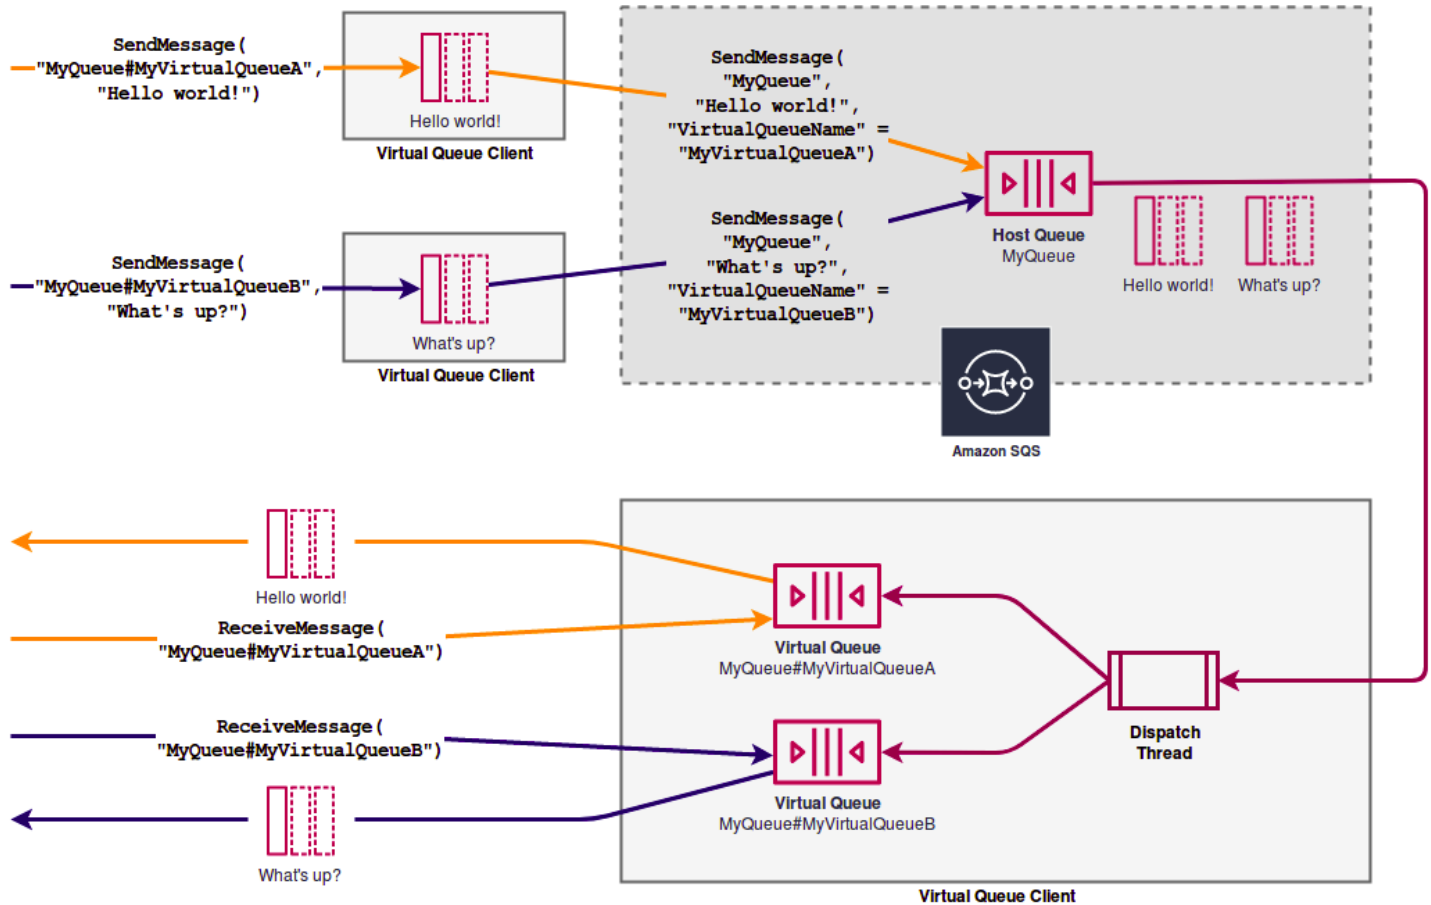 SendMessage(
"MyQueue#MyVirtualQueueA",
"Hello world!")
Hello world!
Virtual Queue Client
SendMessage(
"MyQueue",
"Hello world!",
"VirtualQueueName" =
"MyVirtualQueueA")
SendMessage(
"MyQueue#MyVirtualQueueB",
"What's up?")
What's up?
Virtual Queue Client
SendMessage(
"MyQueue",
"What's up?",
"VirtualQueueName" =
"MyVirtualQueueB")
Host Queue
MyQueue
Hello world!
What's up?
Amazon SQS
Hello world!
ReceiveMessage(
"MyQueue#MyVirtualQueueA")
Virtual Queue
MyQueue#MyVirtualQueueA
ReceiveMessage(
"MyQueue#MyVirtualQueueB")
What's up?
Virtual Queue
MyQueue#MyVirtualQueueB
Dispatch
Thread
Virtual Queue Client